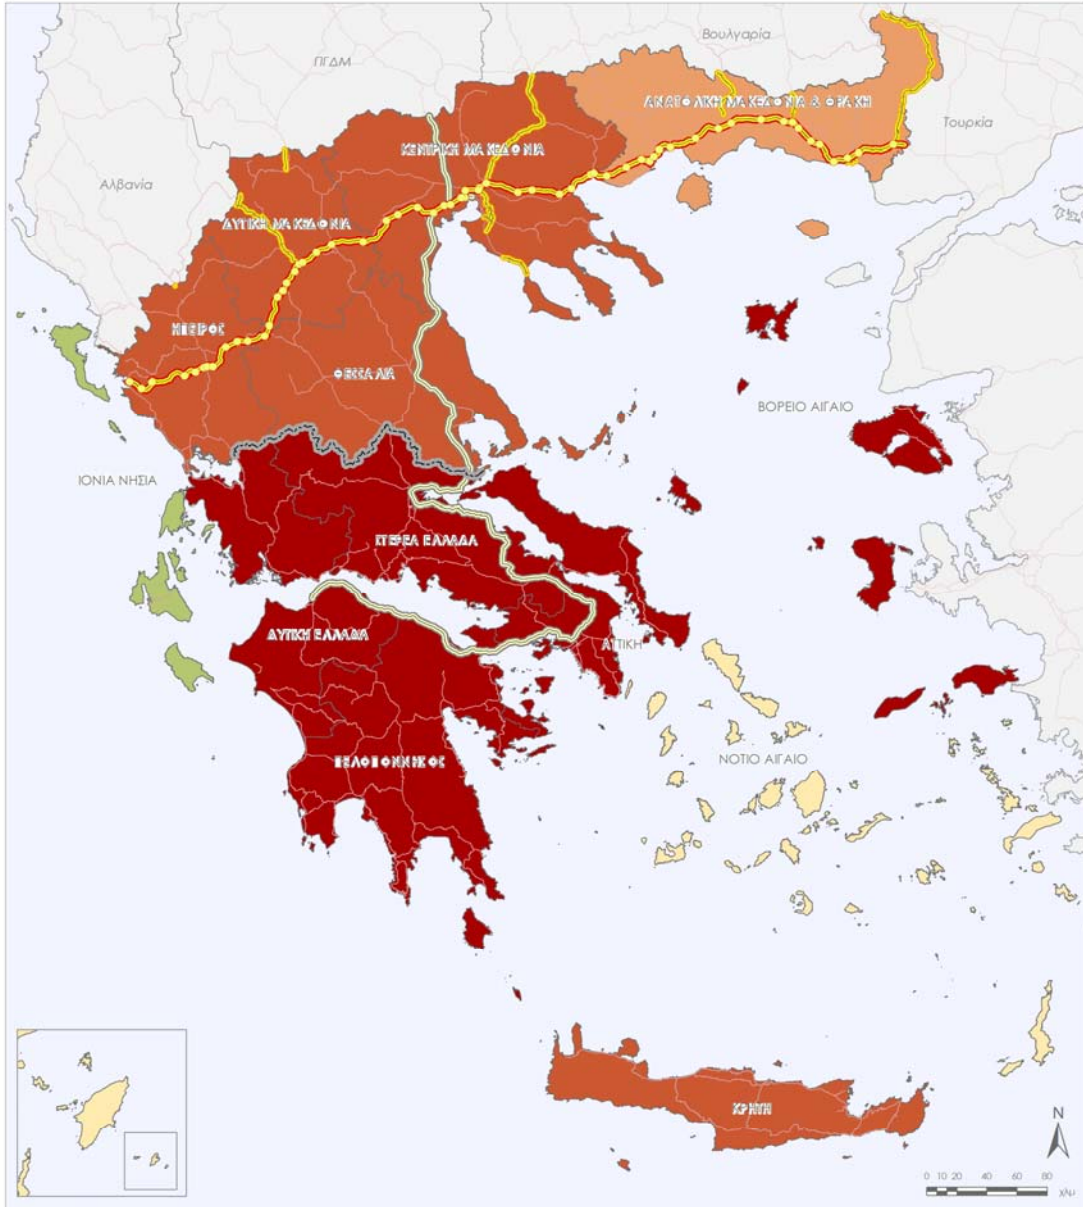 Βουλγαρία
ΠΓΔΜ
ΑΝΑΤΟΛΙΚΗ ΜΑΚΕΔΟΝΙΑ & ΘΡΑΚΗ
Τουρκία
ΚΕΝΤΡΙΚΗ ΜΑΚΕΔΟΝΙΑ
Αλβανία
ΔΥΤΙΚΗ ΜΑΚΕΔΟΝΙΑ
ΗΠΕΙΡΟΣ
ΘΕΣΣΑΛΙΑ
ΒΟΡΕΙΟ ΑΙΓΑΙΟ
ΙΟΝΙΑ ΝΗΣΙΑ
ΣΤΕΡΕΑ ΕΛΛΑΔΑ
ΔΥΤΙΚΗ ΕΛΛΑΔΑ
ΑΤΤΙΚΗ
ΠΕΛΟΠΟΝΝΗΣΟΣ
ΝΟΤΙΟ ΑΙΓΑΙΟ
ΚΡΗΤΗ
N
0 10 20 40 60 80
χλμ